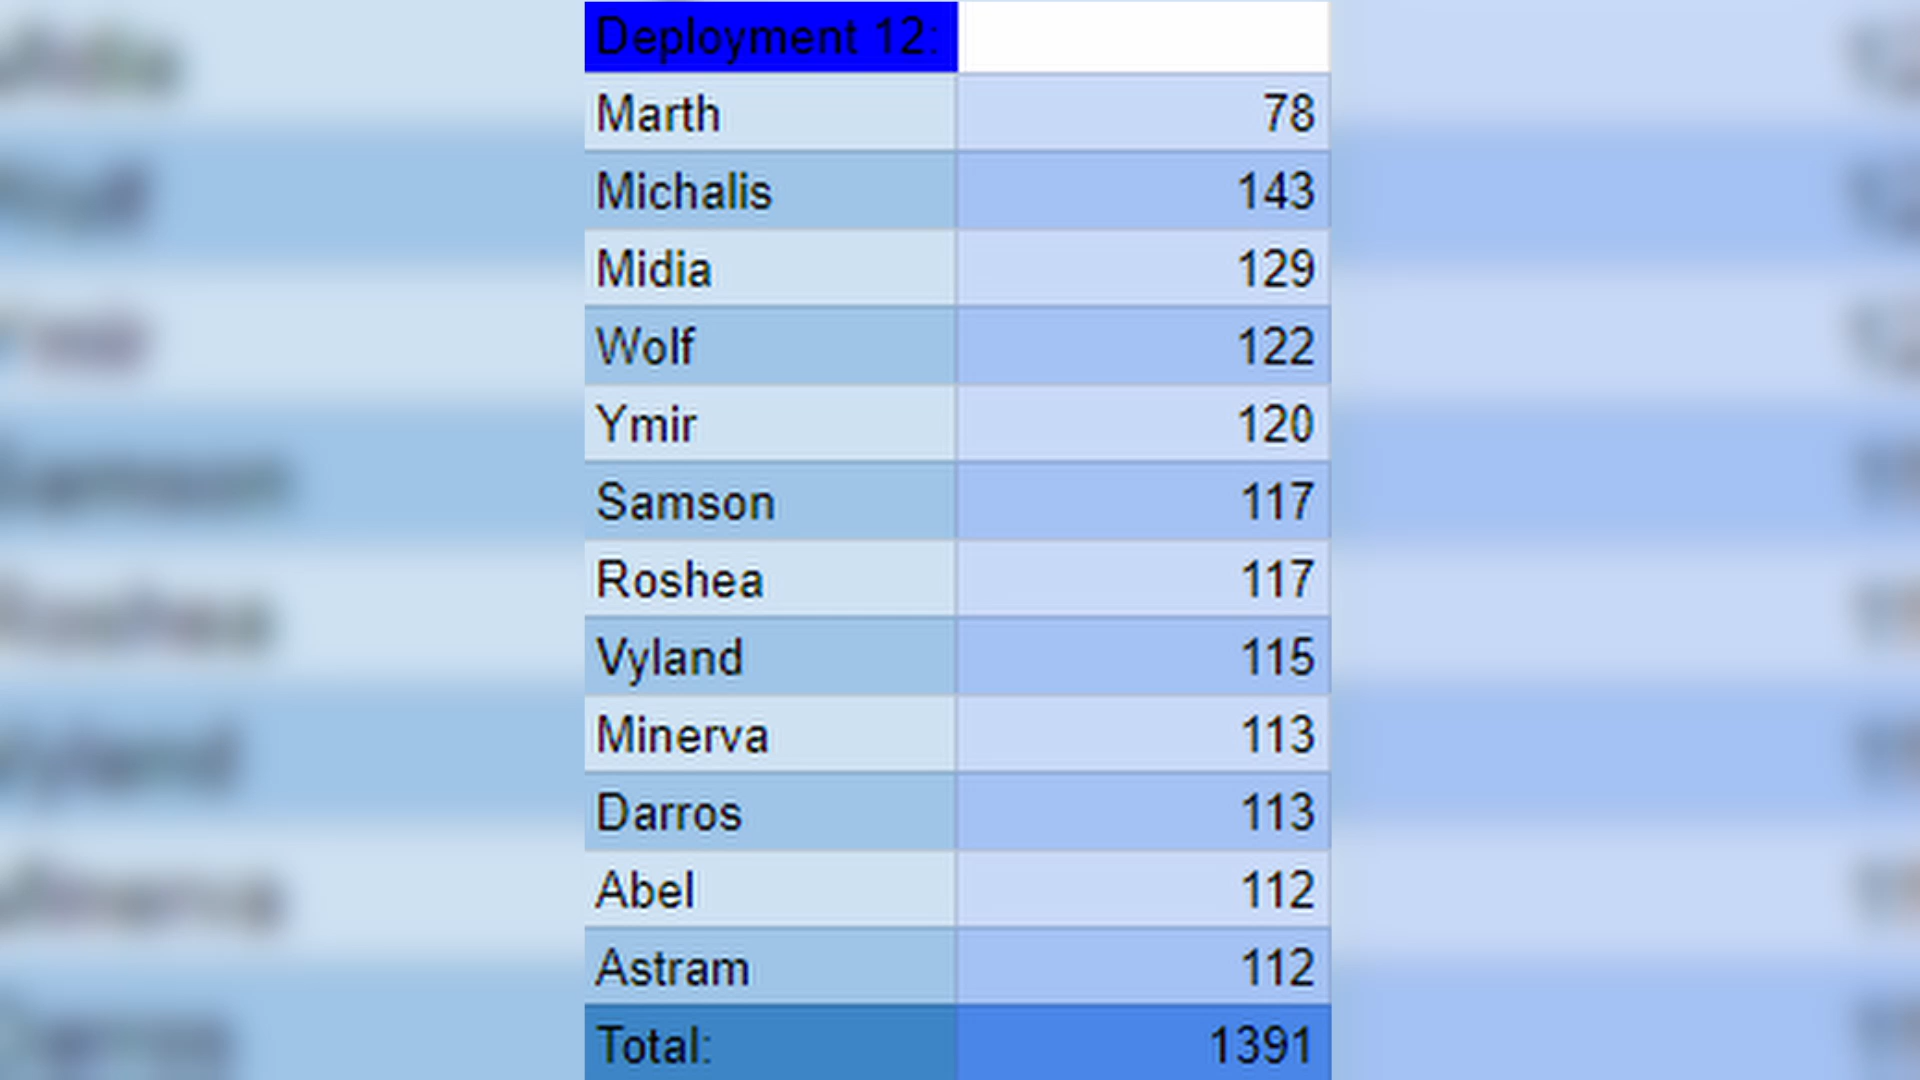 Deployment 12:
Marth 78
Michalis 143
Midia 129
Wolf 122
Ymir 120
Samson 117
Roshea 117
Vyland 115
Minerva 113
Darros 113
Abel 112
Astram 112
Total: 1391